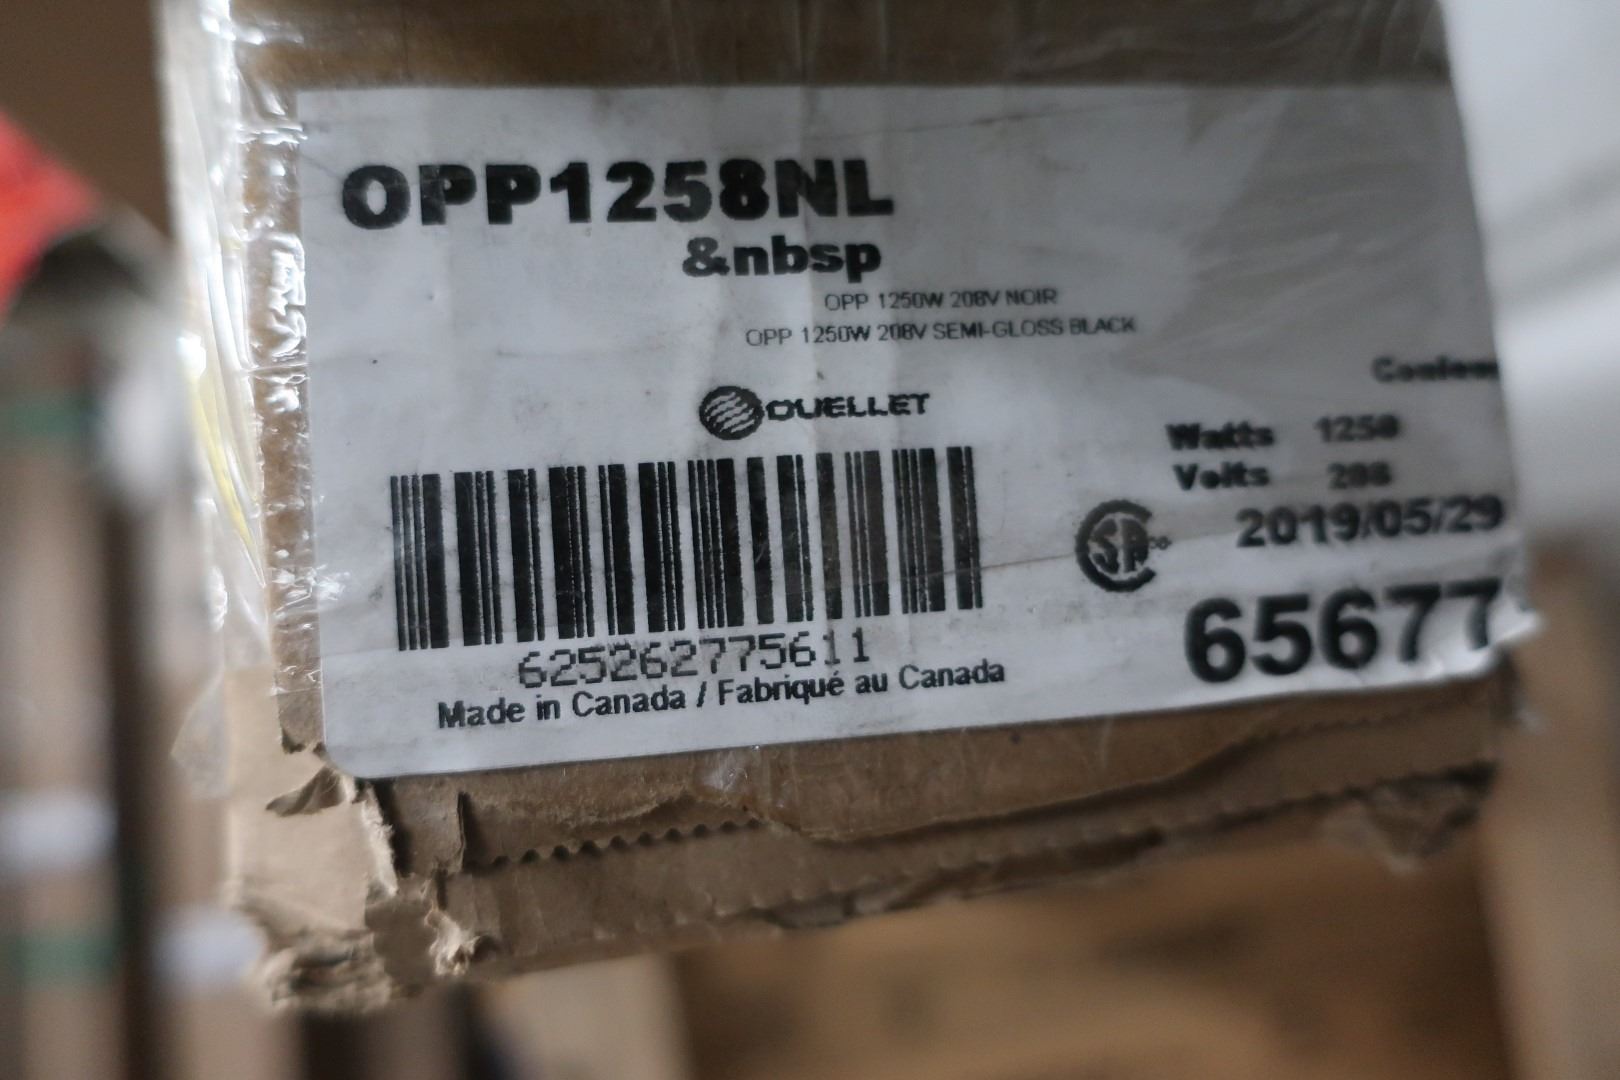 OPP1258NL
&nbsp
OPP 1250W 208V NOIR
OPP 1250W 208V SEMI-GLOSS BLACK
OUELLET
Watts 1250
Volts 208
2019/05/29
65677
625262775611
Made in Canada / Fabriqué au Canada